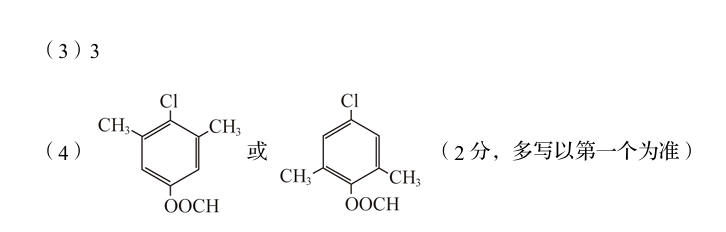 （3）3
Cl Cl
CH₃ CH₃
（4） 或 （2分，多写以第一个为准）
CH₃ CH₃
OOCH OOCH